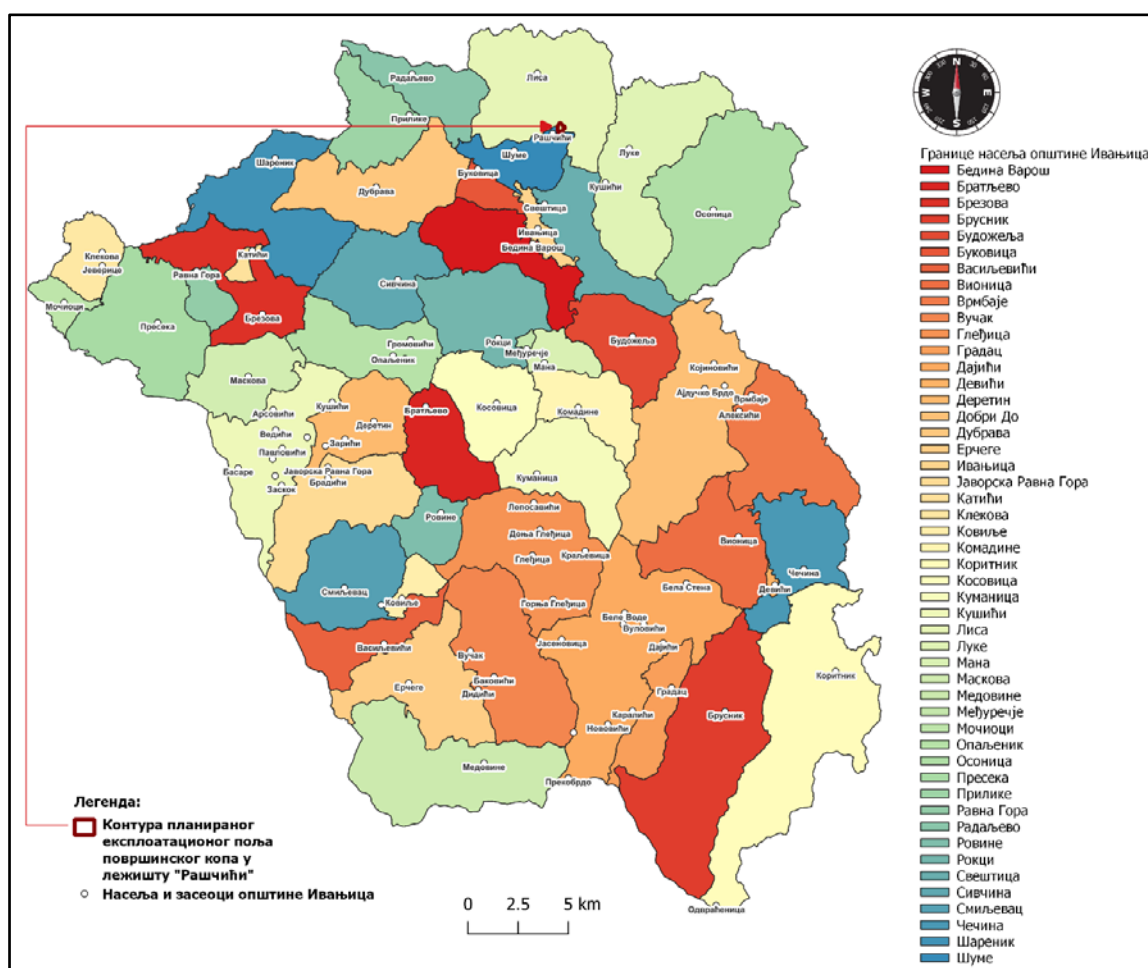 Радаљево
Лиса
Прилике
Рашчићи
Шуме
Луке
Шареник
Буковица
Кушићи
Дубрава
Свештица
Осоница
Ивањица
Бедина Варош
Клекова
Јеверице
Катићи
Равна Гора
Сивчина
Мочиоци
Брезова
Пресека
Громовићи
Рокци
Будожеља
Опаљеник
Међуречје
Мана
Којиновићи
Маскова
Ајдучко Брдо
Врмбаје
Арсовићи
Кушићи
Братљево
Косовица
Комадине
Алексићи
Деретин
Ведићи
Зарићи
Павловићи
Басаре
Јаворска Равна Гора
Брадићи
Куманица
Заскок
Лепосавићи
Ровине
Доња Глеђица
Вионица
Глеђица
Краљевица
Чечина
Смиљевац
Бела Стена
Девићи
Ковиље
Горња Глеђица
Беле Воде
Вуловићи
Јасеновица
Дајићи
Васиљевићи
Вучак
Коритник
Баковићи
Ерчеге
Дидићи
Градац
Каралићи
Брусник
Нововићи
Медовине
Прекобрдо
Одвраћеница
N
E
S
W
Границе насеља општине Ивањица
Бедина Варош
Братљево
Брезова
Брусник
Будожеља
Буковица
Васиљевићи
Вионица
Врмбаје
Вучак
Глеђица
Градац
Дајићи
Девићи
Деретин
Добри До
Дубрава
Ерчеге
Ивањица
Јаворска Равна Гора
Катићи
Клекова
Ковиље
Комадине
Коритник
Косовица
Куманица
Кушићи
Лиса
Луке
Мана
Маскова
Медовине
Међуречје
Мочиоци
Опаљеник
Осоница
Пресека
Прилике
Равна Гора
Радаљево
Ровине
Рокци
Свештица
Сивчина
Смиљевац
Чечина
Шареник
Шуме
Легенда:
Контура планираног
експлоатационог поља
површинског копа у
лежишту "Рашчићи"
Насеља и засеоци општине Ивањица
0 2.5 5 km